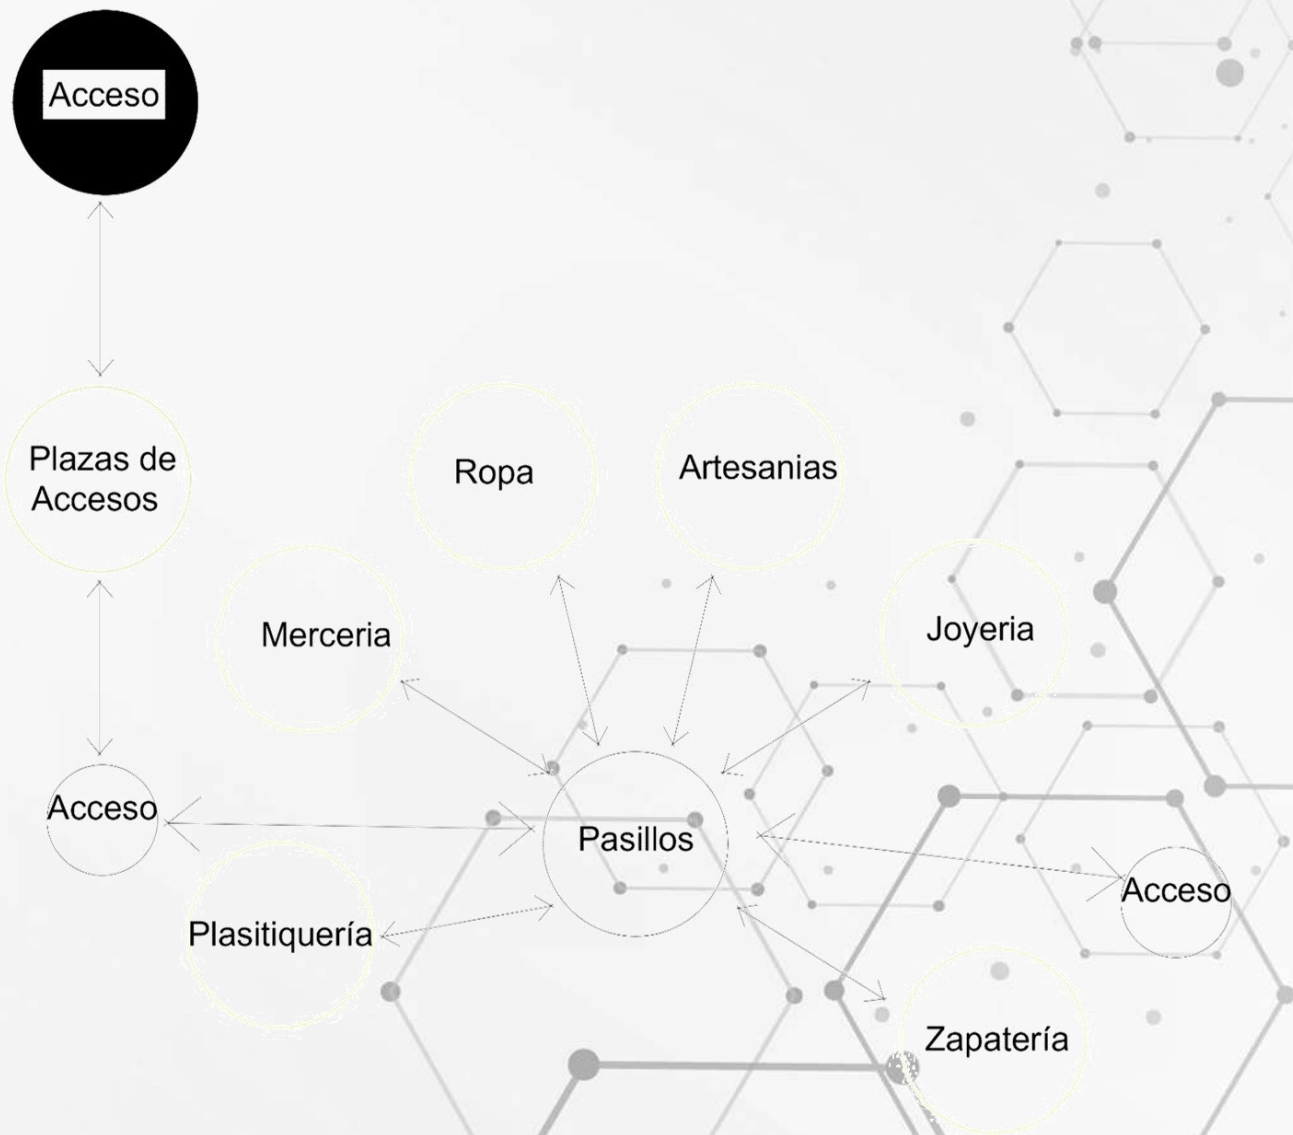 Acceso
Plazas de
Accesos
Ropa
Artesanias
Merceria
Joyeria
Acceso
Pasillos
Acceso
Plasitiquería
Zapatería